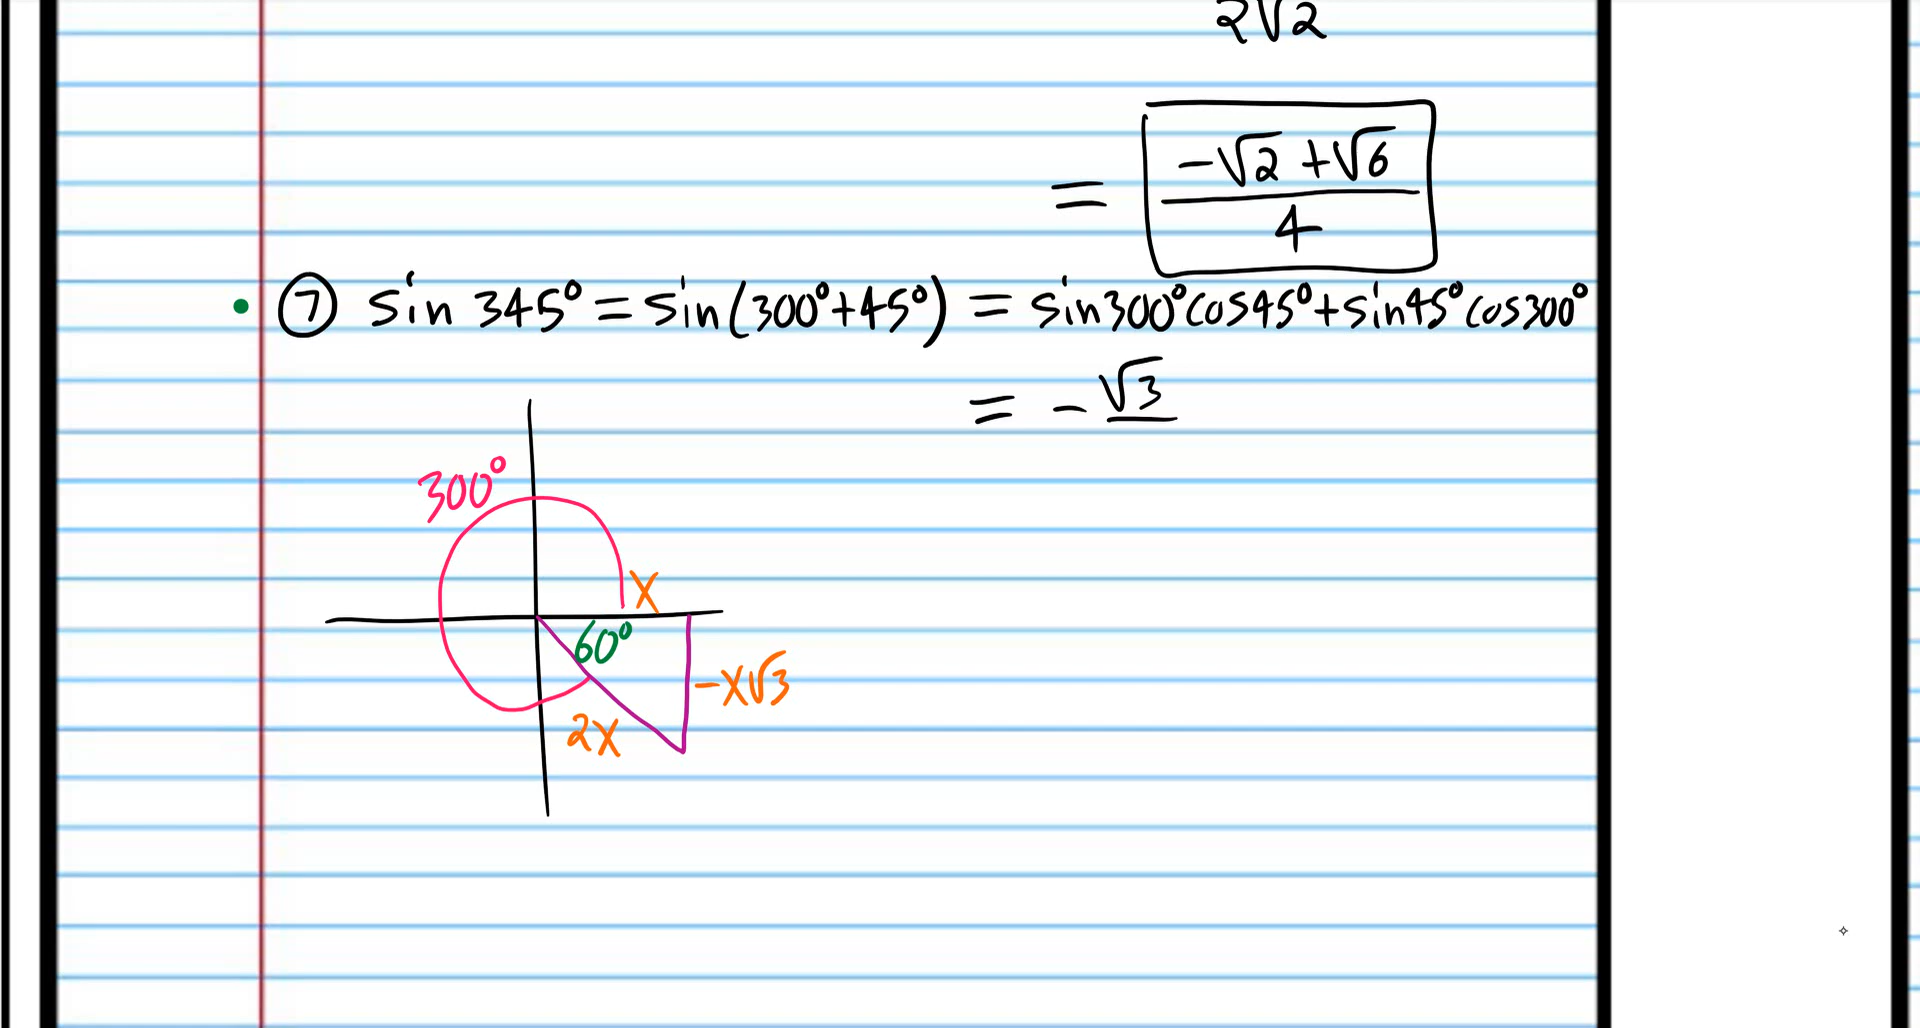 2√2
= (-√2 + √6)/4
⑦ sin 345° = sin(300° + 45°) = sin300°cos45° + sin45°cos300°
= - √3
300°
X
60°
-X√3
2X